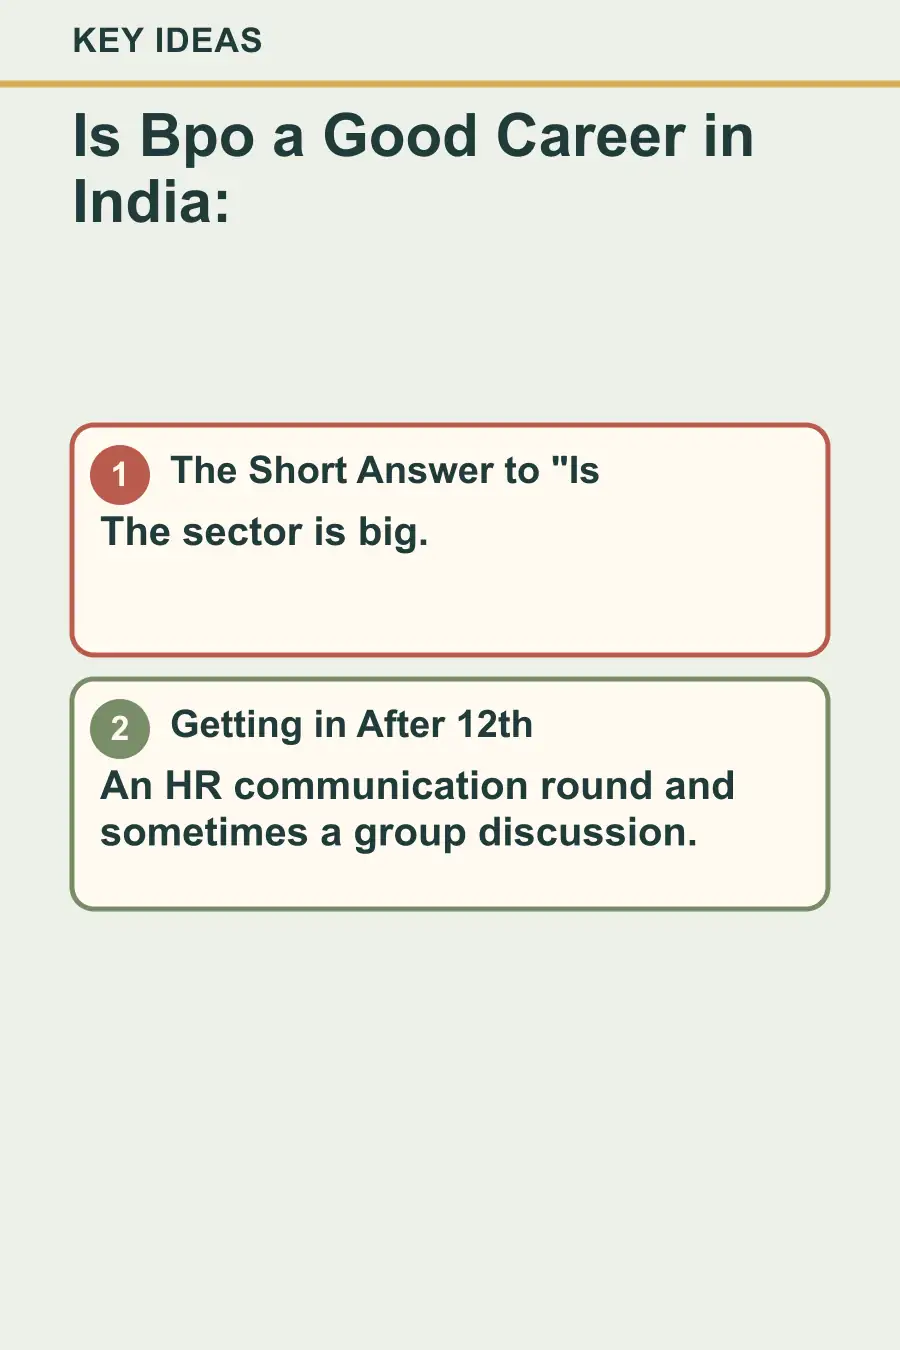 KEY IDEAS
Is Bpo a Good Career in
India:
1 The Short Answer to "Is
The sector is big.
2 Getting in After 12th
An HR communication round and
sometimes a group discussion.